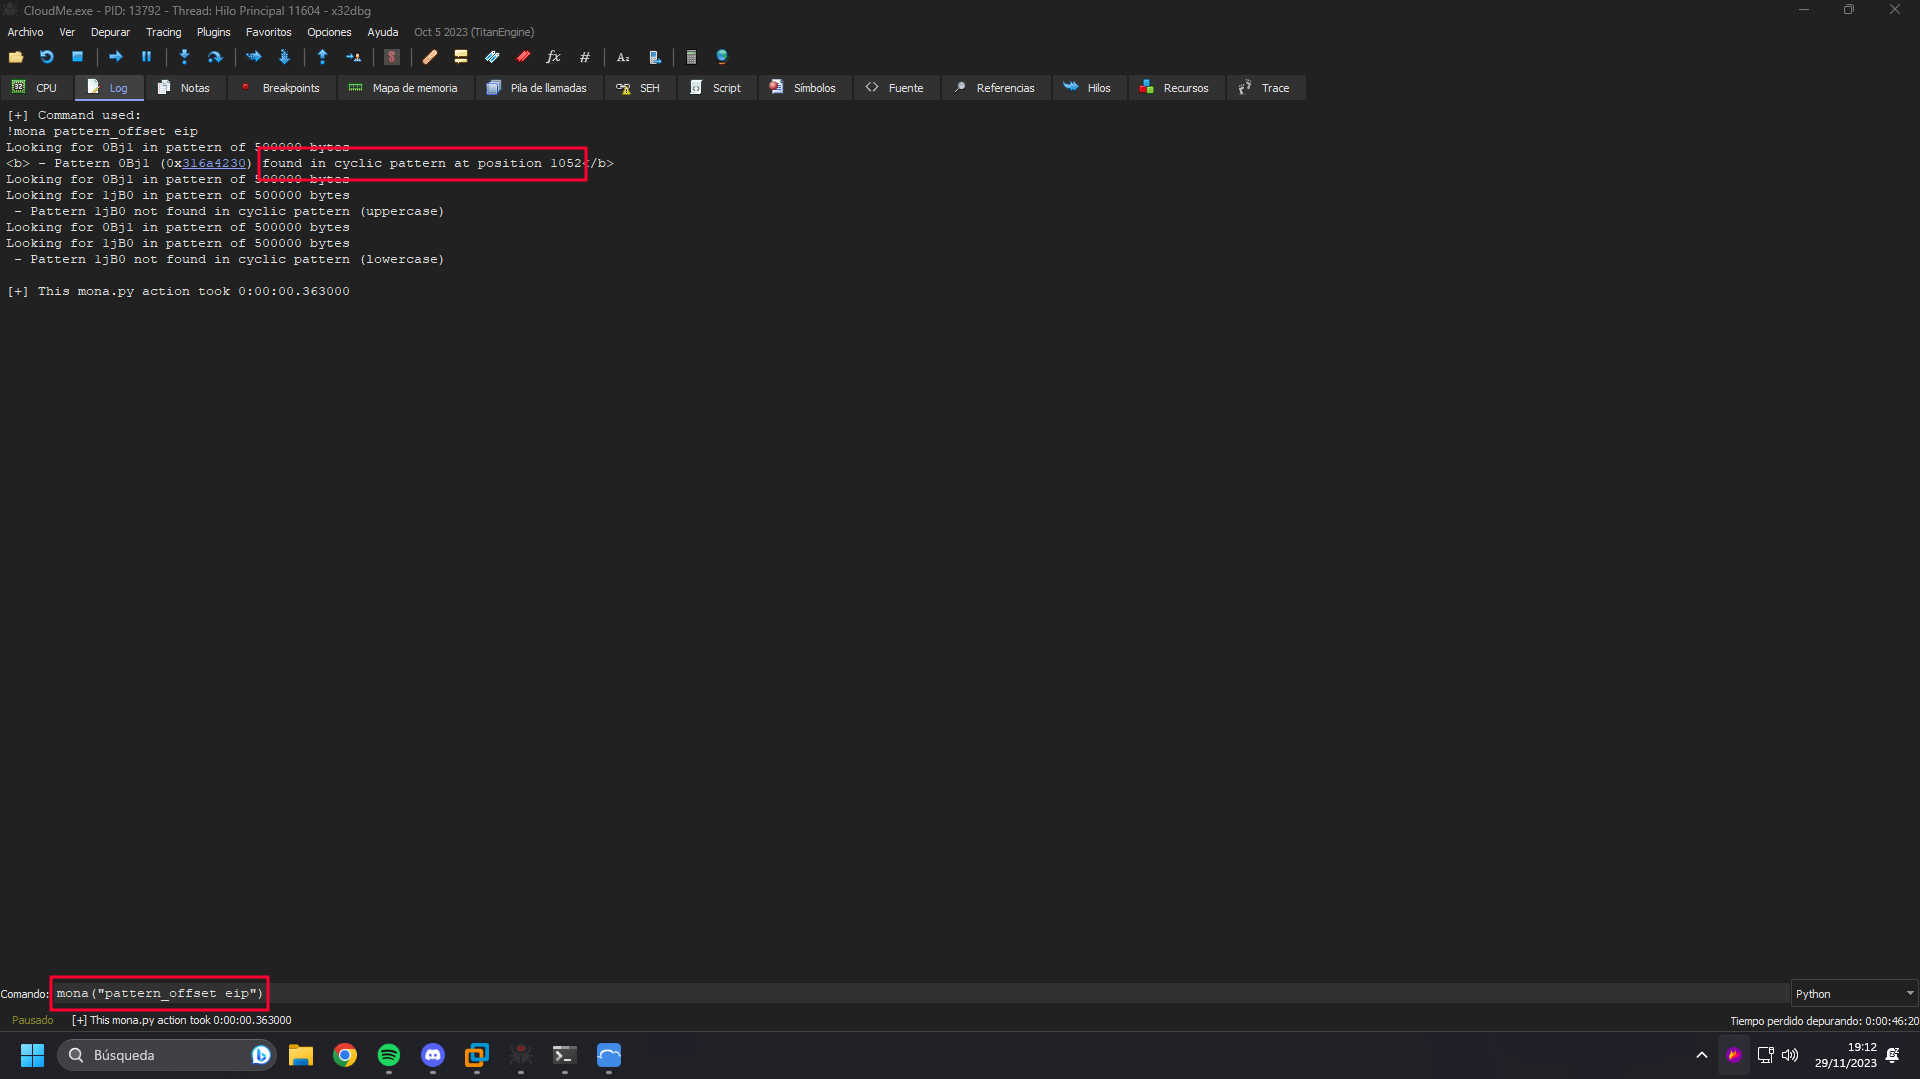 CloudMe.exe - PID: 13792 - Thread: Hilo Principal 11604 - x32dbg
Archivo Ver Depurar Tracing Plugins Favoritos Opciones Ayuda Oct 5 2023 (TitanEngine)
CPU Log Notas Breakpoints Mapa de memoria Pila de llamadas SEH Script Símbolos Fuente Referencias Hilos Recursos Trace
[+] Command used:
!mona pattern_offset eip
Looking for 0Bj1 in pattern of 500000 bytes
<b> - Pattern 0Bj1 (0x316a4230) found in cyclic pattern at position 1052</b>
Looking for 0Bj1 in pattern of 500000 bytes
Looking for 1jB0 in pattern of 500000 bytes
 - Pattern 1jB0 not found in cyclic pattern (uppercase)
Looking for 0Bj1 in pattern of 500000 bytes
Looking for 1jB0 in pattern of 500000 bytes
 - Pattern 1jB0 not found in cyclic pattern (lowercase)
[+] This mona.py action took 0:00:00.363000
Comando: mona("pattern_offset eip") Python
Pausado [+] This mona.py action took 0:00:00.363000 Tiempo perdido depurando: 0:00:46:20
Búsqueda
19:12
29/11/2023